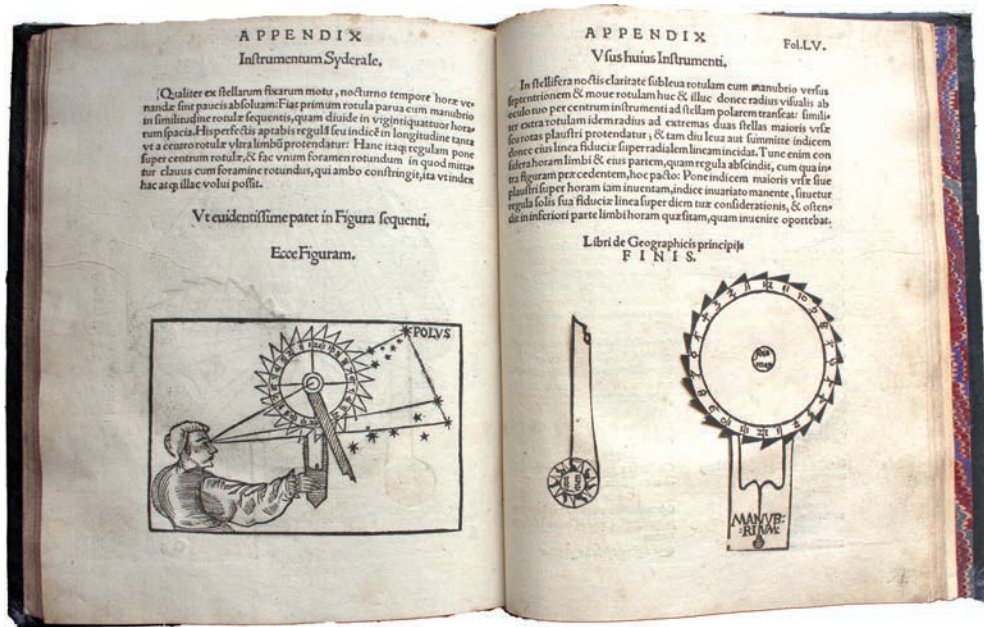 APPENDIX
Instrumentum Syderale.
Qualiter ex stellarum fixarum motu, nocturno tempore horæ ve-
nandæ sint paucis absoluam: Fiat primum rotula parua cum manubrio
in similitudine rotulæ sequentis, quam diuide in vigintiquattuor hora-
rum spacia. His perfectis aptabis regulā seu indicē in longitudine tanta
vt a centro rotulæ vltra limbū protendatur: Hanc itaq; regulam pone
super centrum rotulæ, & fac vnum foramen rotundum in quod mitta-
tur clauus cum foramine rotundus, qui ambo constringit, ita vt index
hac atq; illac volui possit.
Vt euidentissime patet in Figura sequenti.
Ecce Figuram.
POLVS
APPENDIX
Fol. LV.
Vsus huius Instrumenti.
In stellifera noctis claritate subleua rotulam cum manubrio versus
septentrionem & moue rotulam huc & illuc donec radius visualis ab
oculo tuo per centrum instrumenti ad stellam polarem transeat: simili-
ter extra rotulam idem radius ad extremas duas stellas maioris vrsæ
seu rotas plaustri protendatur, & tam diu leua aut summitte indicem
donec eius linea fiduciæ super radialem lineam incidat. Tunc enim con
sidera horam limbi & eius partem, quam regula abscindit, cum qua in-
tra figuram præcedentem, hoc pacto: Pone indicem maioris vrsæ siue
plaustri super horam iam inuentam, indice inuariato manente, situetur
regula solis sua fiduciæ linea super diem tuæ considerationis, & osten-
dit in inferiori parte limbi horam quæsitam, quam inuenire oportebat.
Libri de Geographicis principijs
FINIS.
fora
men
MANVB:
RIVM: